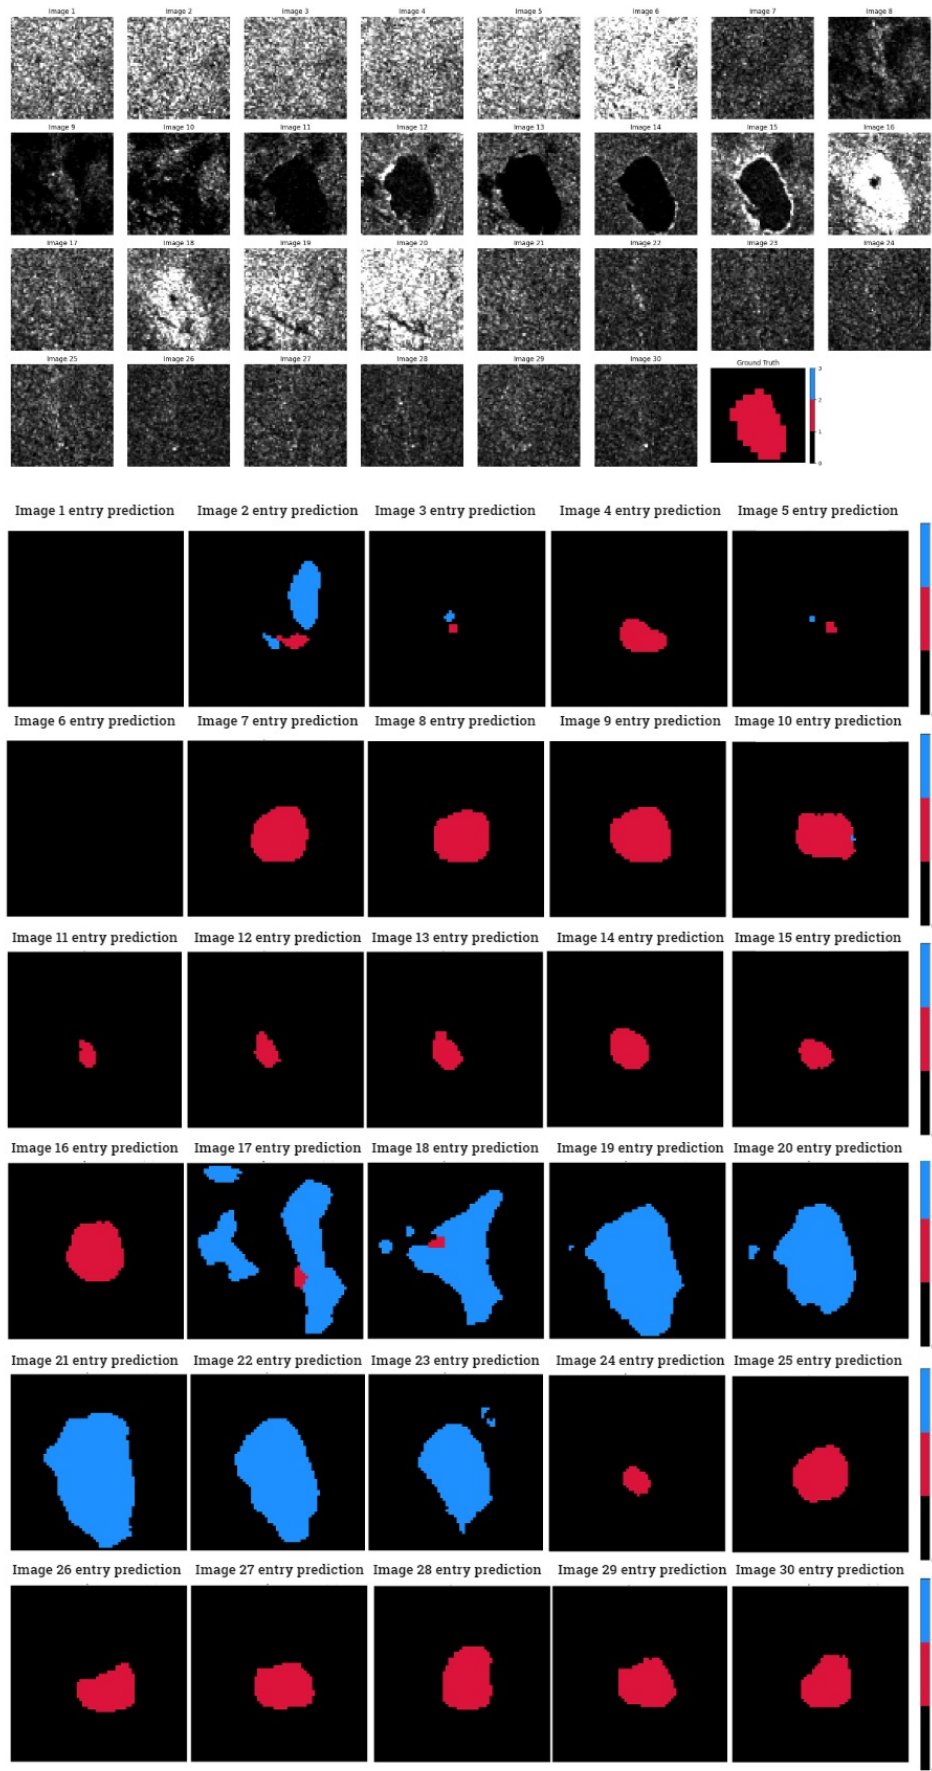 Image 1 Image 2 Image 3 Image 4 Image 5 Image 6 Image 7 Image 8
Image 9 Image 10 Image 11 Image 12 Image 13 Image 14 Image 15 Image 16
Image 17 Image 18 Image 19 Image 20 Image 21 Image 22 Image 23 Image 24
Image 25 Image 26 Image 27 Image 28 Image 29 Image 30 Ground Truth
3
2
1
0
Image 1 entry prediction Image 2 entry prediction Image 3 entry prediction Image 4 entry prediction Image 5 entry prediction
Image 6 entry prediction Image 7 entry prediction Image 8 entry prediction Image 9 entry prediction Image 10 entry prediction
Image 11 entry prediction Image 12 entry prediction Image 13 entry prediction Image 14 entry prediction Image 15 entry prediction
Image 16 entry prediction Image 17 entry prediction Image 18 entry prediction Image 19 entry prediction Image 20 entry prediction
Image 21 entry prediction Image 22 entry prediction Image 23 entry prediction Image 24 entry prediction Image 25 entry prediction
Image 26 entry prediction Image 27 entry prediction Image 28 entry prediction Image 29 entry prediction Image 30 entry prediction